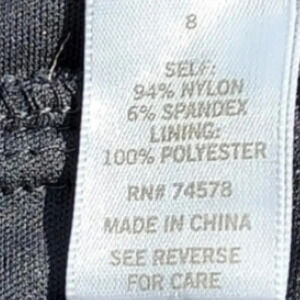 8
SELF:
94% NYLON
6% SPANDEX
LINING:
100% POLYESTER
RN# 74578
MADE IN CHINA
SEE REVERSE
FOR CARE